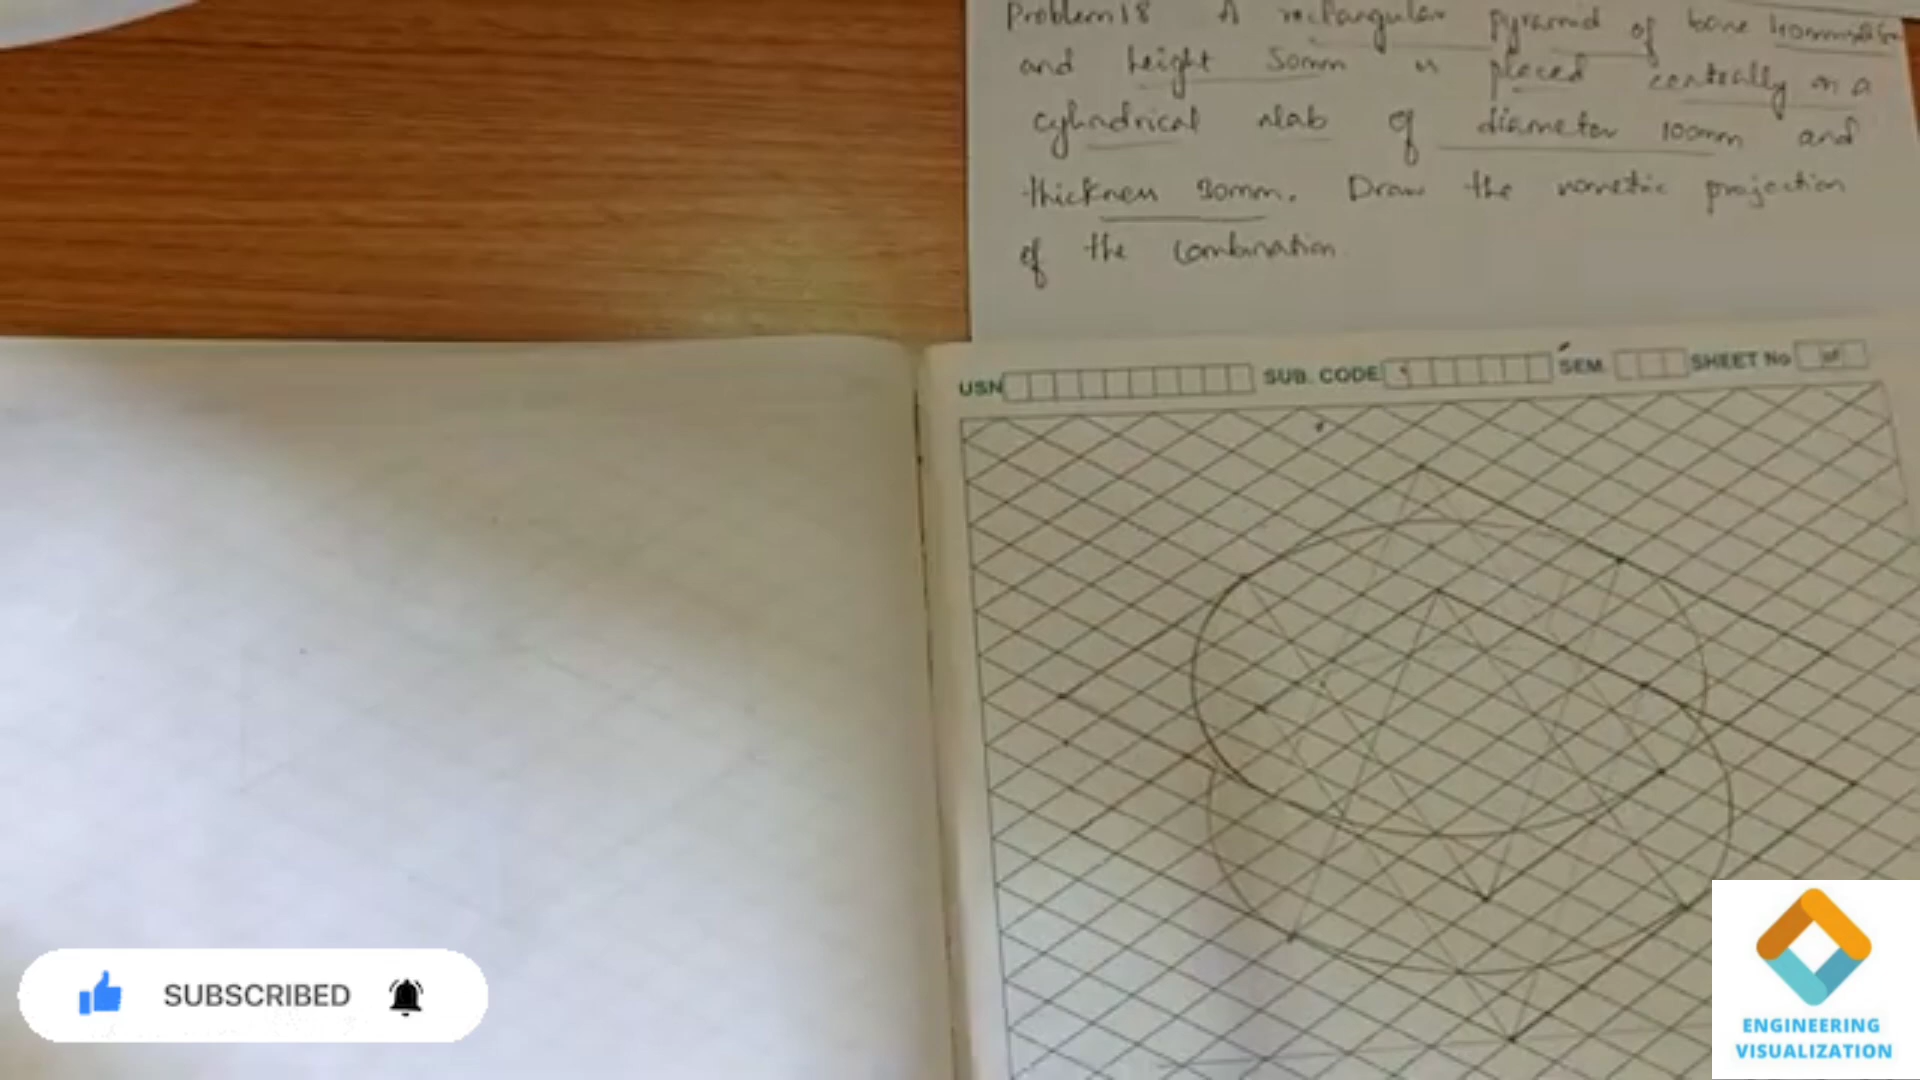 Problem 18 A rectangular pyramid of base
and height 50mm is placed centrally on a
cylindrical slab of diameter 100mm and
thickness 30mm. Draw the isometric projection
of the combination.
USN SUB. CODE SEM SHEET No
SUBSCRIBED
ENGINEERING
VISUALIZATION